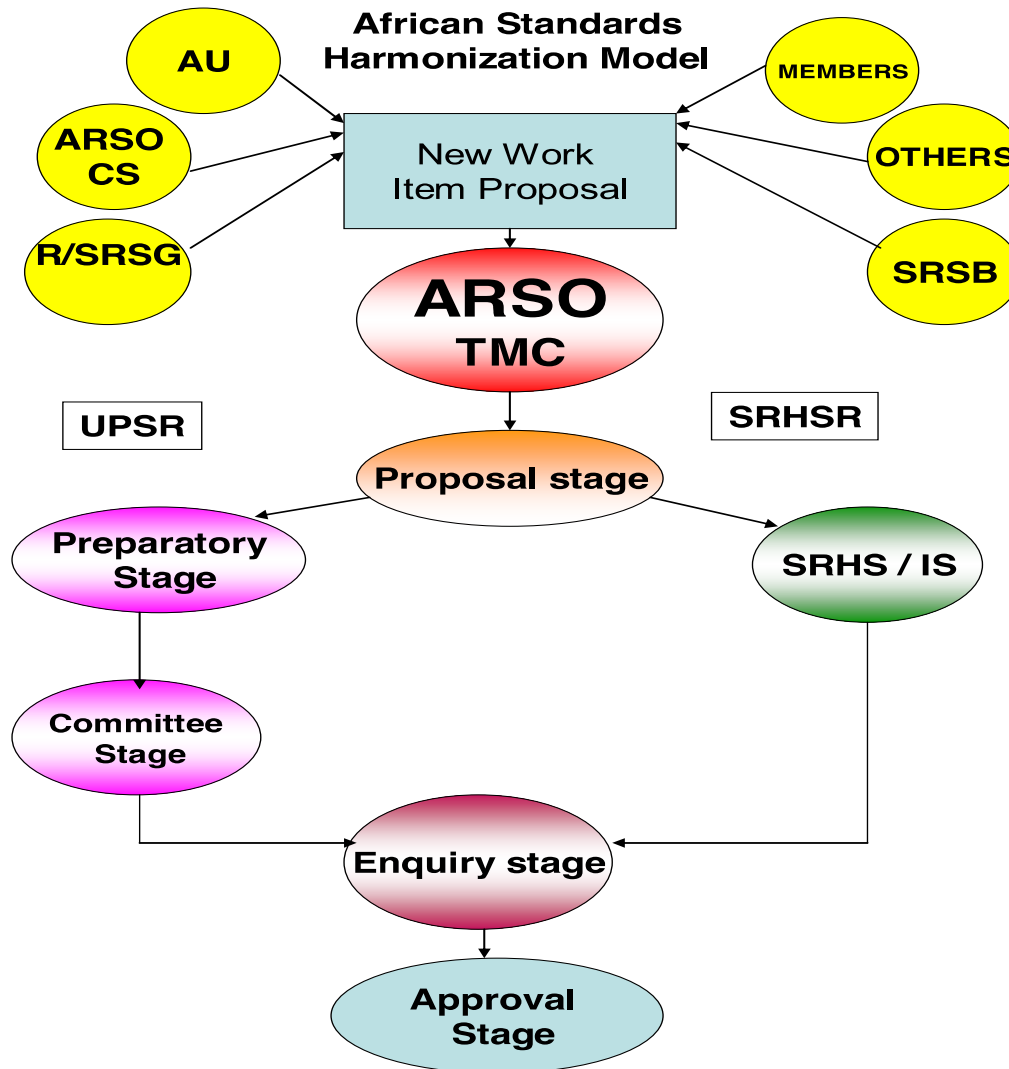 African Standards
Harmonization Model
AU
MEMBERS
ARSO
CS
New Work
Item Proposal
OTHERS
R/SRSG
SRSB
ARSO
TMC
UPSR
SRHSR
Proposal stage
Preparatory
Stage
SRHS / IS
Committee
Stage
Enquiry stage
Approval
Stage